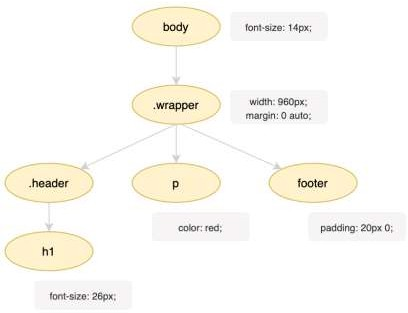 body
font-size: 14px;
.wrapper
width: 960px;
margin: 0 auto;
.header
p
footer
color: red;
padding: 20px 0;
h1
font-size: 26px;